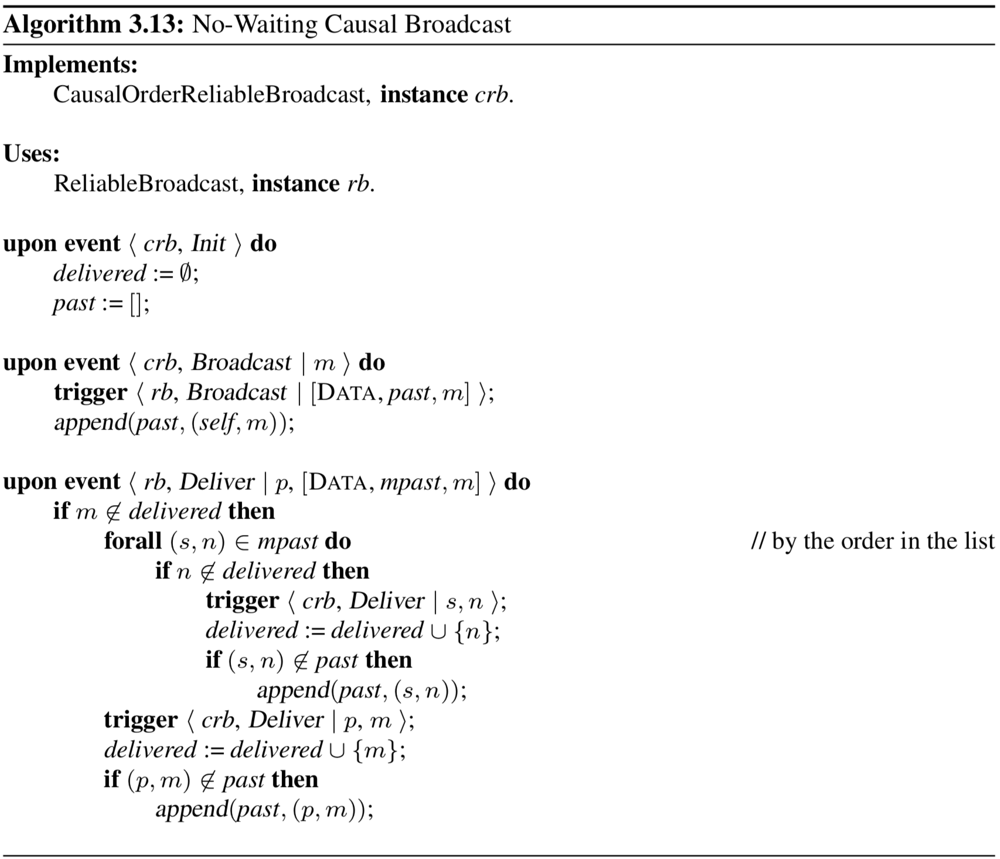 Algorithm 3.13: No-Waiting Causal Broadcast
Implements:
CausalOrderReliableBroadcast, instance crb.
Uses:
ReliableBroadcast, instance rb.
upon event ⟨ crb, Init ⟩ do
delivered := ∅;
past := [];
upon event ⟨ crb, Broadcast | m ⟩ do
trigger ⟨ rb, Broadcast | [DATA, past, m] ⟩;
append(past, (self, m));
upon event ⟨ rb, Deliver | p, [DATA, mpast, m] ⟩ do
if m ∉ delivered then
forall (s, n) ∈ mpast do // by the order in the list
if n ∉ delivered then
trigger ⟨ crb, Deliver | s, n ⟩;
delivered := delivered ∪ {n};
if (s, n) ∉ past then
append(past, (s, n));
trigger ⟨ crb, Deliver | p, m ⟩;
delivered := delivered ∪ {m};
if (p, m) ∉ past then
append(past, (p, m));